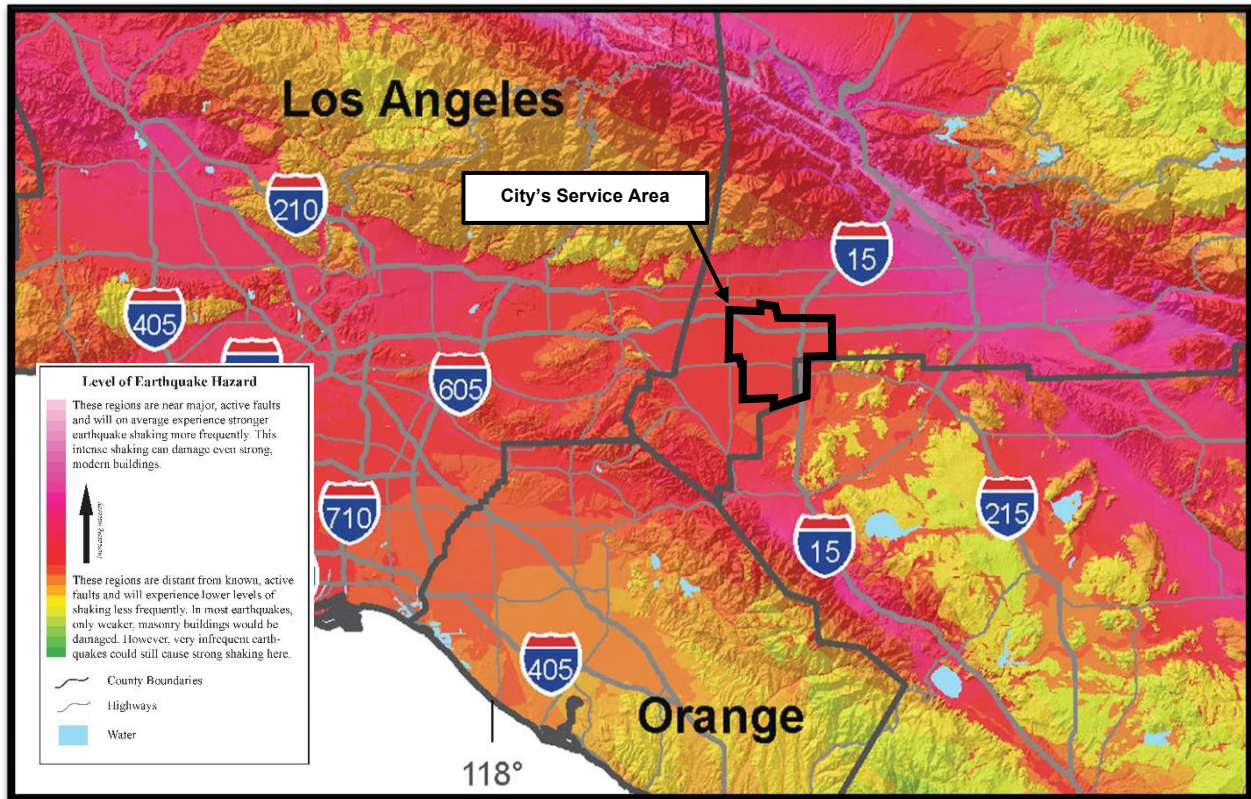 Los Angeles
City's Service Area
210
15
405
605
Level of Earthquake Hazard
These regions are near major, active faults
and will on average experience stronger
earthquake shaking more frequently. This
intense shaking can damage even strong,
modern buildings.
increasing intensity
These regions are distant from known, active
faults and will experience lower levels of
shaking less frequently. In most earthquakes,
only weaker, masonry buildings would be
damaged. However, very infrequent earth-
quakes could still cause strong shaking here.
County Boundaries
Highways
Water
710
15
215
405
Orange
118°